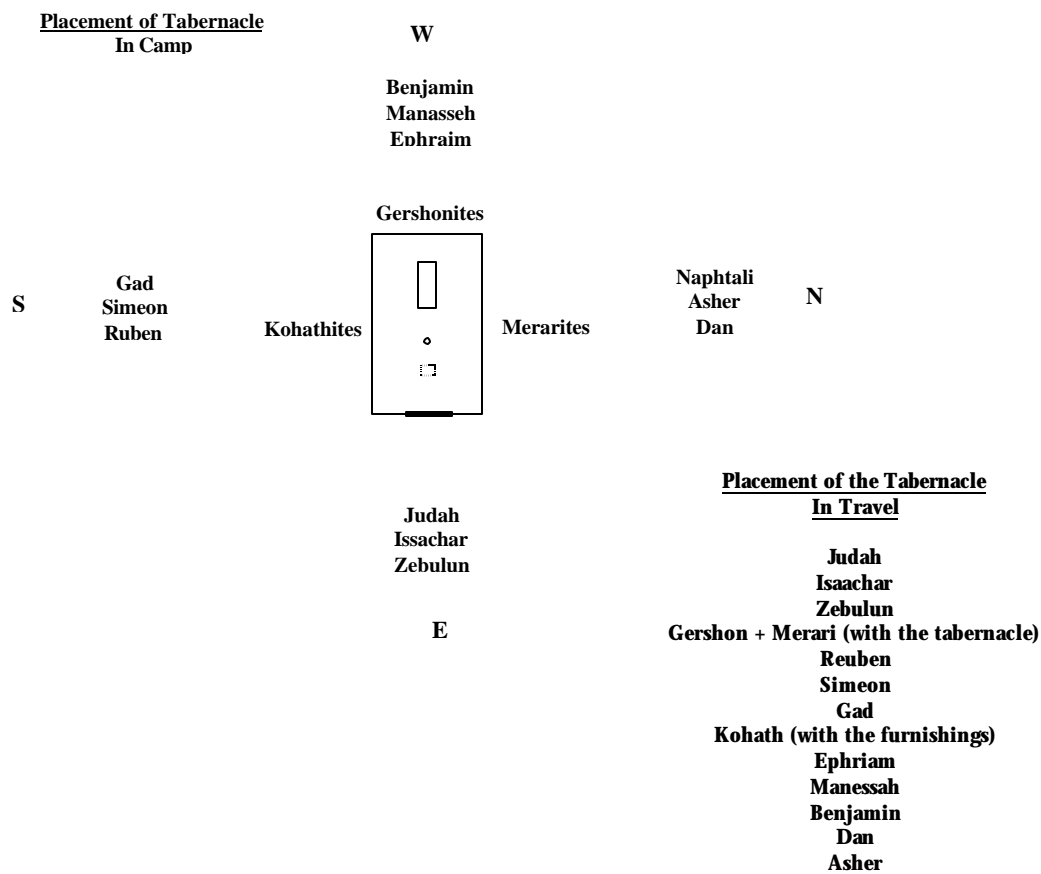 Placement of Tabernacle
In Camp
W
Benjamin
Manasseh
Ephraim
Gershonites
S
Gad
Simeon
Ruben
Kohathites
Merarites
Naphtali
Asher
Dan
N
Judah
Issachar
Zebulun
E
Placement of the Tabernacle
In Travel
Judah
Isaachar
Zebulun
Gershon + Merari (with the tabernacle)
Reuben
Simeon
Gad
Kohath (with the furnishings)
Ephriam
Manessah
Benjamin
Dan
Asher